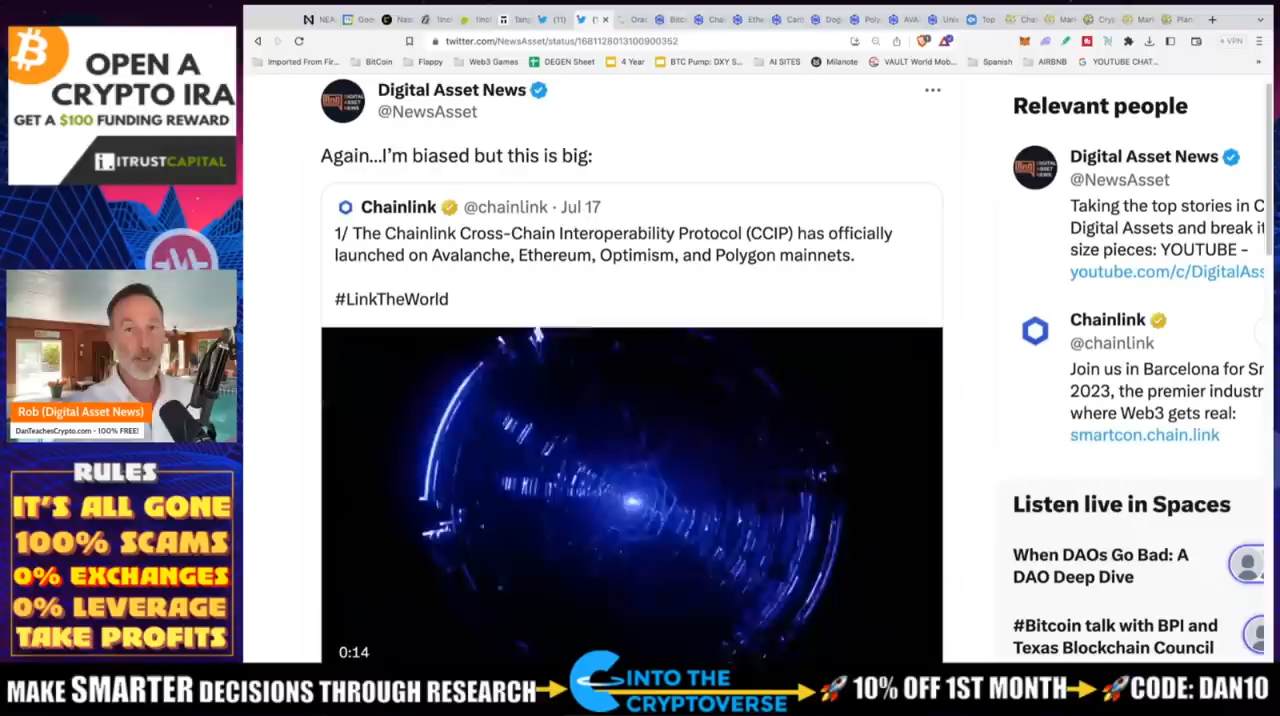 OPEN A
CRYPTO IRA
GET A $100 FUNDING REWARD
ITRUSTCAPITAL
Rob (Digital Asset News)
DanTeachesCrypto.com - 100% FREE!
RULES
IT'S ALL GONE
100% SCAMS
0% EXCHANGES
0% LEVERAGE
TAKE PROFITS
twitter.com/NewsAsset/status/1681128013100900352
VPN
Imported From Fir...
BitCoin
Flappy
Web3 Games
DEGEN Sheet
4 Year
BTC Pump: DXY S...
AI SITES
Milanote
VAULT World Mob...
Spanish
AIRBNB
YOUTUBE CHAT...
Digital Asset News
@NewsAsset
Again...I'm biased but this is big:
Chainlink @chainlink · Jul 17
1/ The Chainlink Cross-Chain Interoperability Protocol (CCIP) has officially
launched on Avalanche, Ethereum, Optimism, and Polygon mainnets.
#LinkTheWorld
0:14
Relevant people
Digital Asset News
@NewsAsset
Taking the top stories in C
Digital Assets and break it
size pieces: YOUTUBE -
youtube.com/c/DigitalAss
Chainlink
@chainlink
Join us in Barcelona for Sr
2023, the premier industr
where Web3 gets real:
smartcon.chain.link
Listen live in Spaces
When DAOs Go Bad: A
DAO Deep Dive
#Bitcoin talk with BPI and
Texas Blockchain Council
MAKE SMARTER DECISIONS THROUGH RESEARCH
INTO THE
CRYPTOVERSE
10% OFF 1ST MONTH
CODE: DAN10